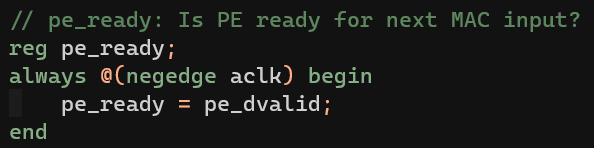 // pe_ready: Is PE ready for next MAC input?
reg pe_ready;
always @(negedge aclk) begin
    pe_ready = pe_dvalid;
end